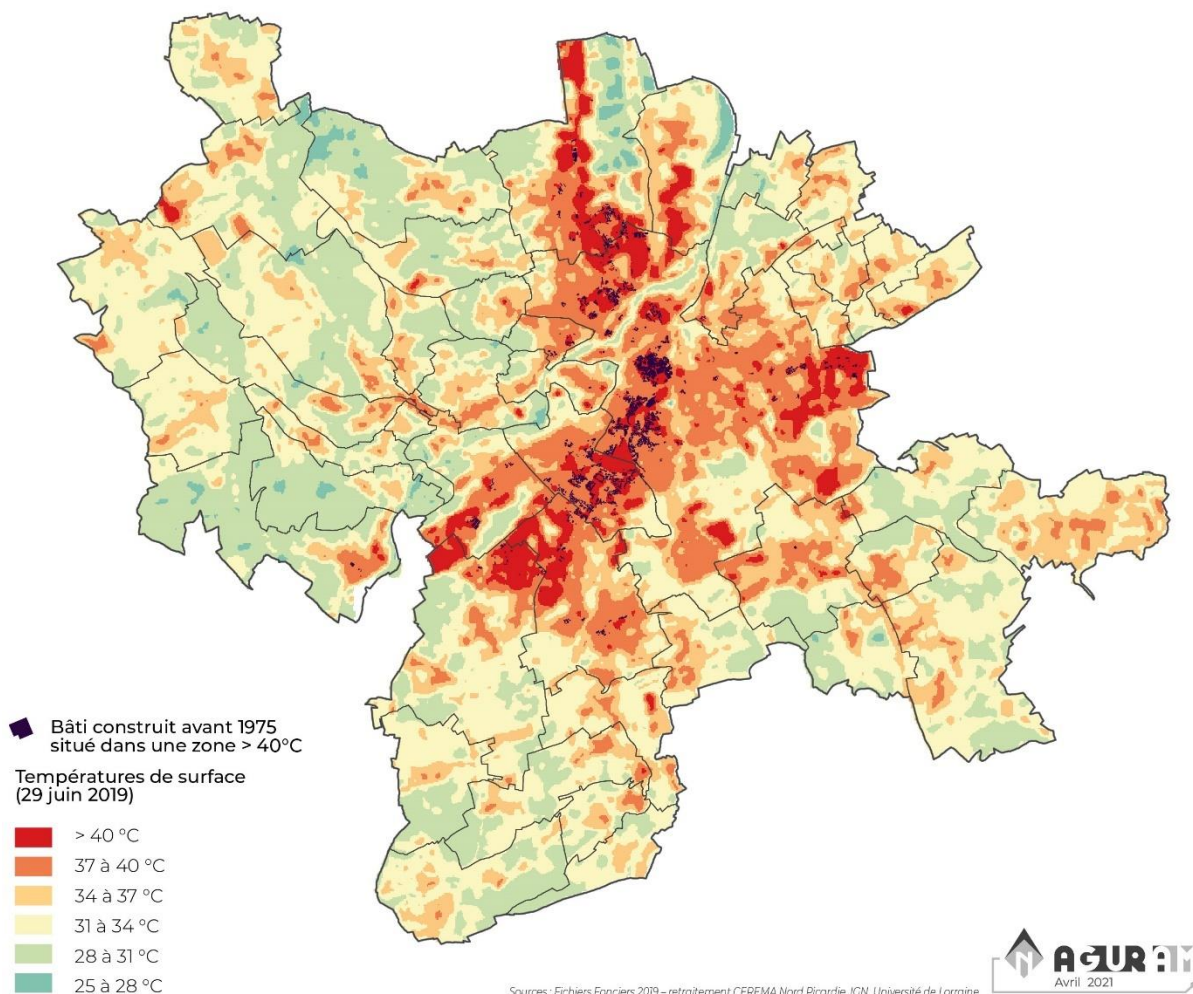 Bâti construit avant 1975
situé dans une zone > 40°C
Températures de surface
(29 juin 2019)
> 40 °C
37 à 40 °C
34 à 37 °C
31 à 34 °C
28 à 31 °C
25 à 28 °C
Sources : Fichiers Fonciers 2019 – retraitement CEREMA Nord Picardie, IGN, Université de Lorraine
N
AGURAM
Avril 2021